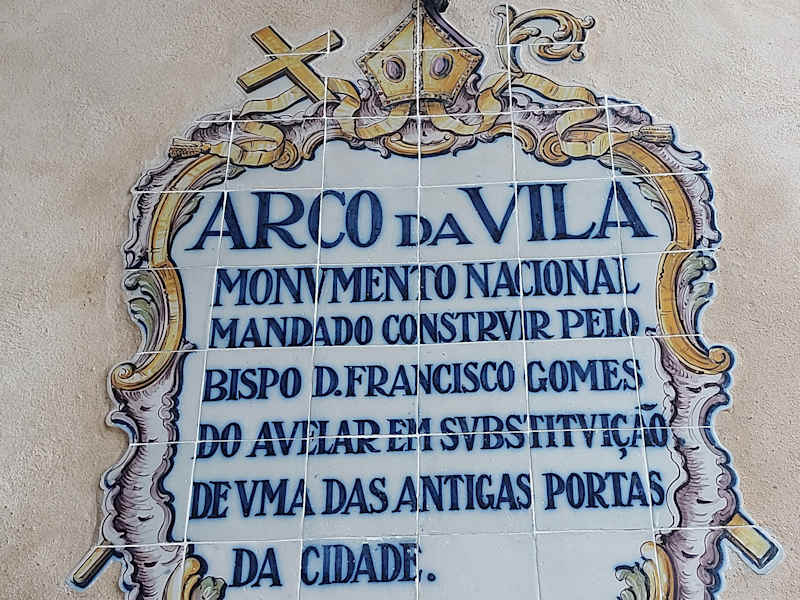 ARCO DA VILA
MONVMENTO NACIONAL
MANDADO CONSTRVIR PELO
BISPO D. FRANCISCO GOMES
DO AVELAR EM SVBSTITVIÇÃO
DE VMA DAS ANTIGAS PORTAS
DA CIDADE.